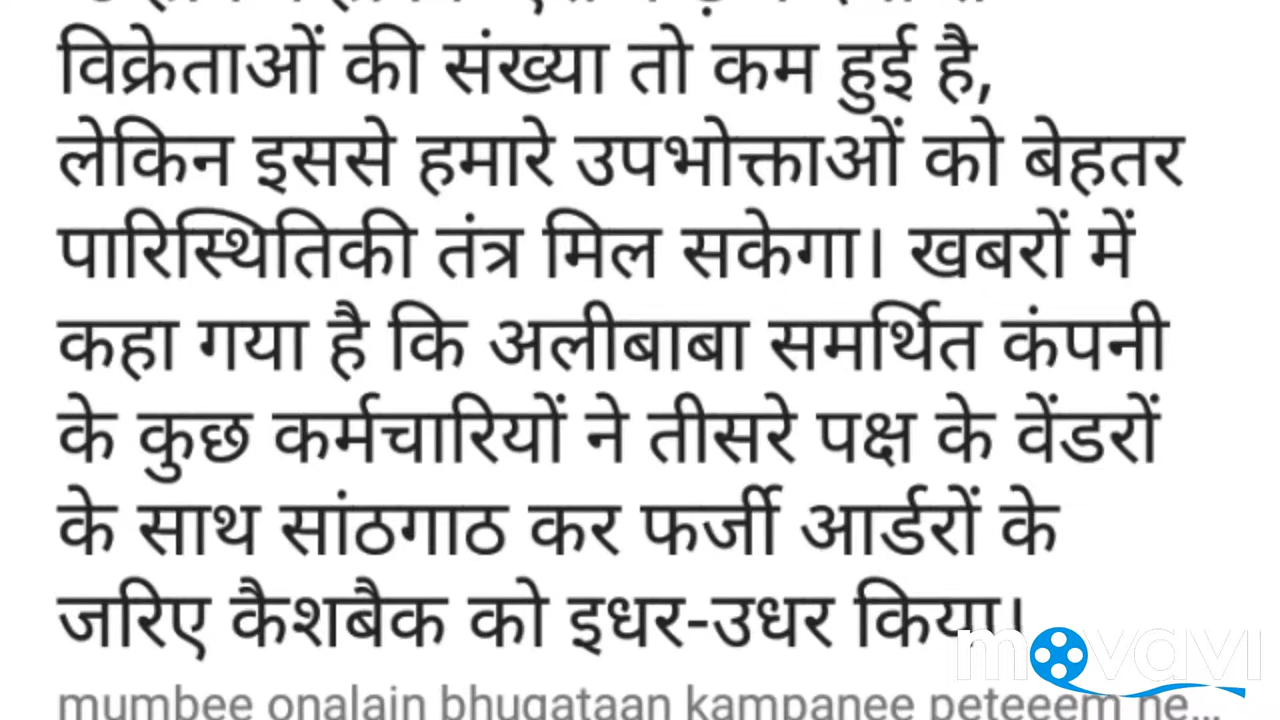 विक्रेताओं की संख्या तो कम हुई है,
लेकिन इससे हमारे उपभोक्ताओं को बेहतर
पारिस्थितिकी तंत्र मिल सकेगा। खबरों में
कहा गया है कि अलीबाबा समर्थित कंपनी
के कुछ कर्मचारियों ने तीसरे पक्ष के वेंडरों
के साथ सांठगाठ कर फर्जी आर्डरों के
जरिए कैशबैक को इधर-उधर किया।
movavi
mumbee onalain bhugataan kampanee peteeem ne...